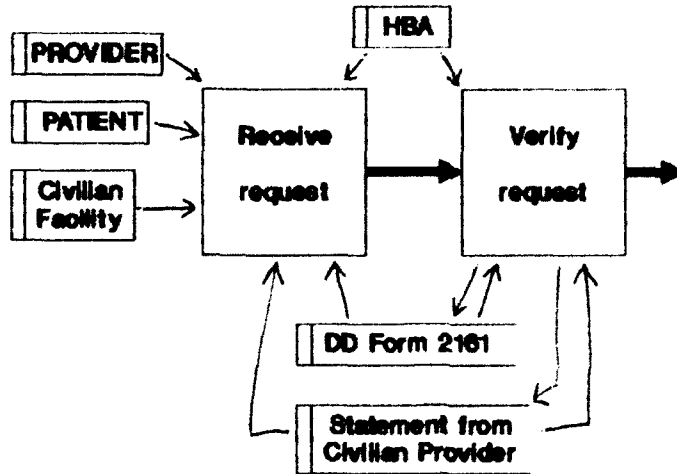 HBA
PROVIDER
PATIENT
Civilian
Facility
Receive
request
Verify
request
DD Form 2161
Statement from
Civilian Provider